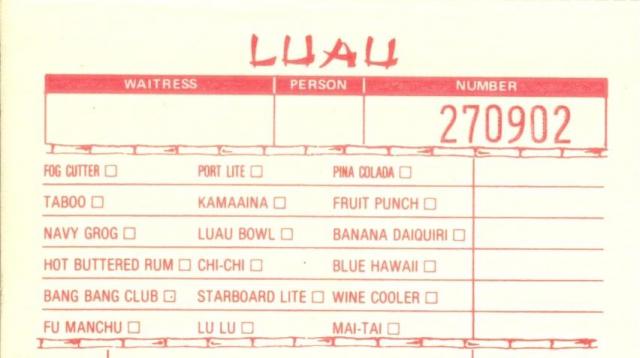 LUAU
WAITRESS PERSON NUMBER
270902
FOG CUTTER □ PORT LITE □ PINA COLADA □
TABOO □ KAMAAINA □ FRUIT PUNCH □
NAVY GROG □ LUAU BOWL □ BANANA DAIQUIRI □
HOT BUTTERED RUM □ CHI-CHI □ BLUE HAWAII □
BANG BANG CLUB □ STARBOARD LITE □ WINE COOLER □
FU MANCHU □ LU LU □ MAI-TAI □